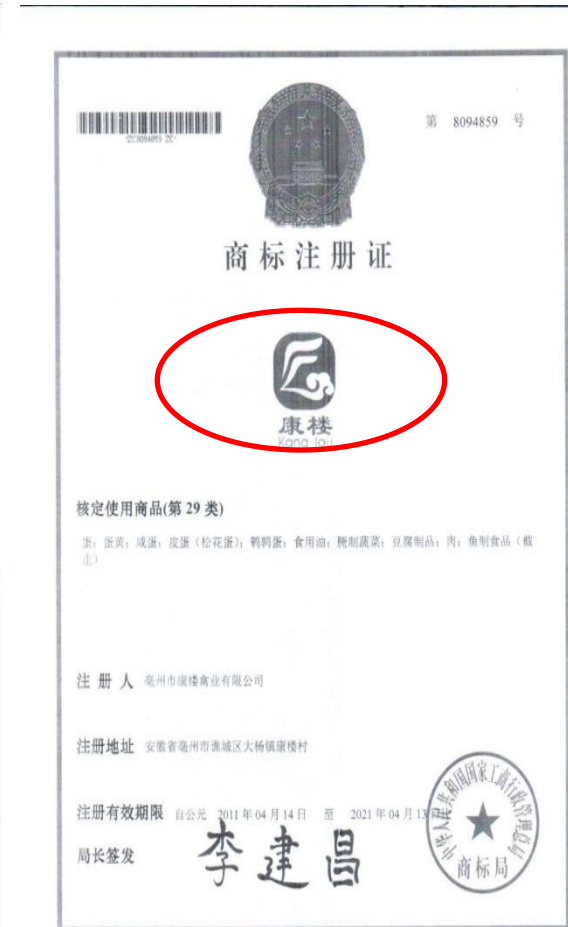 第 8094859 号
商标注册证
康楼
Kang lou
核定使用商品(第 29 类)
蛋；蛋黄；咸蛋；皮蛋（松花蛋）；鹌鹑蛋；食用油；腌制蔬菜；豆腐制品；肉；鱼制食品（截
止）
注册人 亳州市康楼禽业有限公司
注册地址 安徽省亳州市谯城区大杨镇康楼村
注册有效期限 自公元 2011 年 04 月 14 日 至 2021 年 04 月 13
局长签发 李建昌
中华人民共和国国家工商行政管理总局
商标局